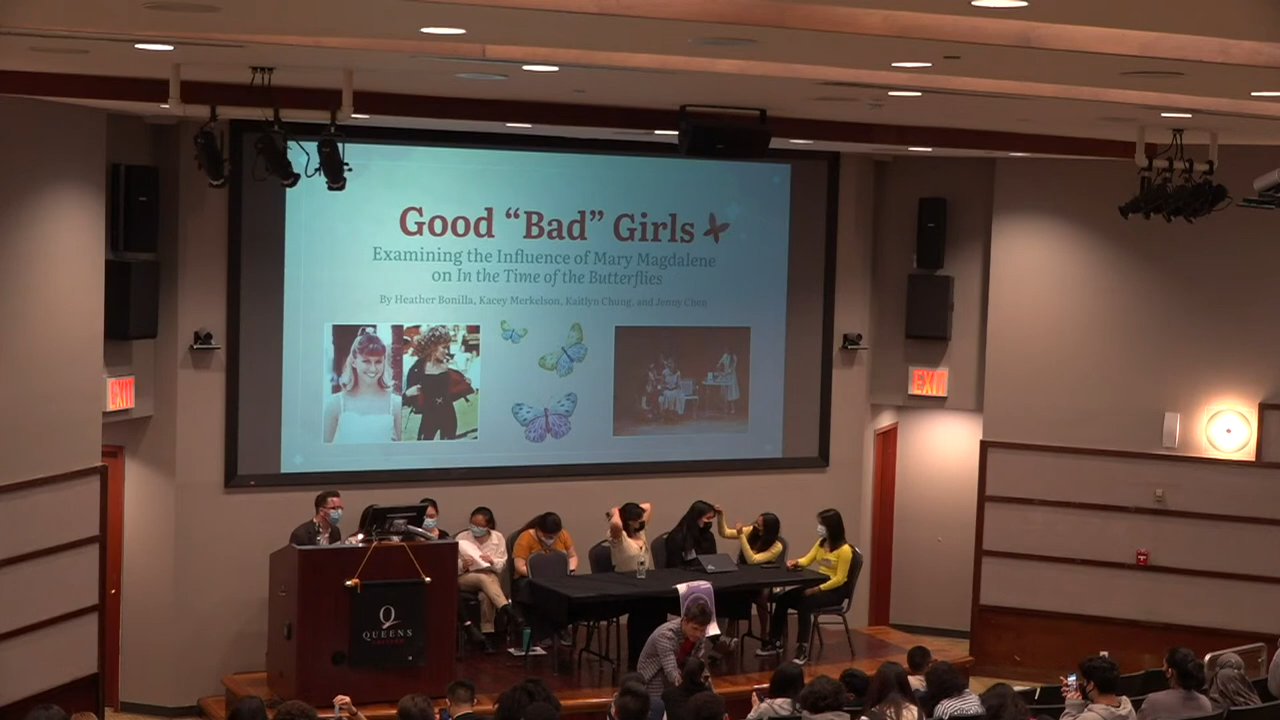 Good “Bad” Girls
Examining the Influence of Mary Magdalene
on In the Time of the Butterflies
By Heather Bonilla, Kacey Merkelson, Kaitlyn Chung, and Jenny Chen
EXIT
EXIT
Q
QUEENS
COLLEGE